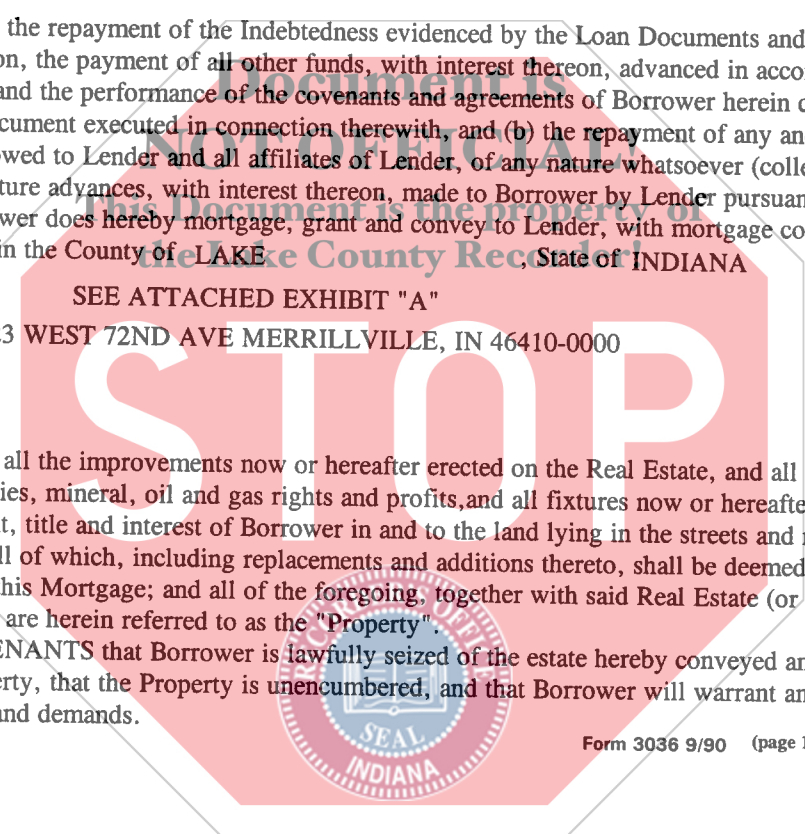 the repayment of the Indebtedness evidenced by the Loan Documents and
on, the payment of all other funds, with interest thereon, advanced in acco
and the performance of the covenants and agreements of Borrower herein c
cument executed in connection therewith, and (b) the repayment of any an
owed to Lender and all affiliates of Lender, of any nature whatsoever (colle
ture advances, with interest thereon, made to Borrower by Lender pursuan
wer does hereby mortgage, grant and convey to Lender, with mortgage co
in the County of LAKE , State of INDIANA
Document is
NOT OFFICIAL!
This Document is the property of
the Lake County Recorder!
SEE ATTACHED EXHIBIT "A"
3 WEST 72ND AVE MERRILLVILLE, IN 46410-0000
STOP
all the improvements now or hereafter erected on the Real Estate, and all
ies, mineral, oil and gas rights and profits,and all fixtures now or hereafte
t, title and interest of Borrower in and to the land lying in the streets and
ll of which, including replacements and additions thereto, shall be deemed
his Mortgage; and all of the foregoing, together with said Real Estate (or
are herein referred to as the "Property".
ENANTS that Borrower is lawfully seized of the estate hereby conveyed an
erty, that the Property is unencumbered, and that Borrower will warrant an
and demands.
RECORDER'S OFFICE
SEAL
INDIANA
Form 3036 9/90 (page 1